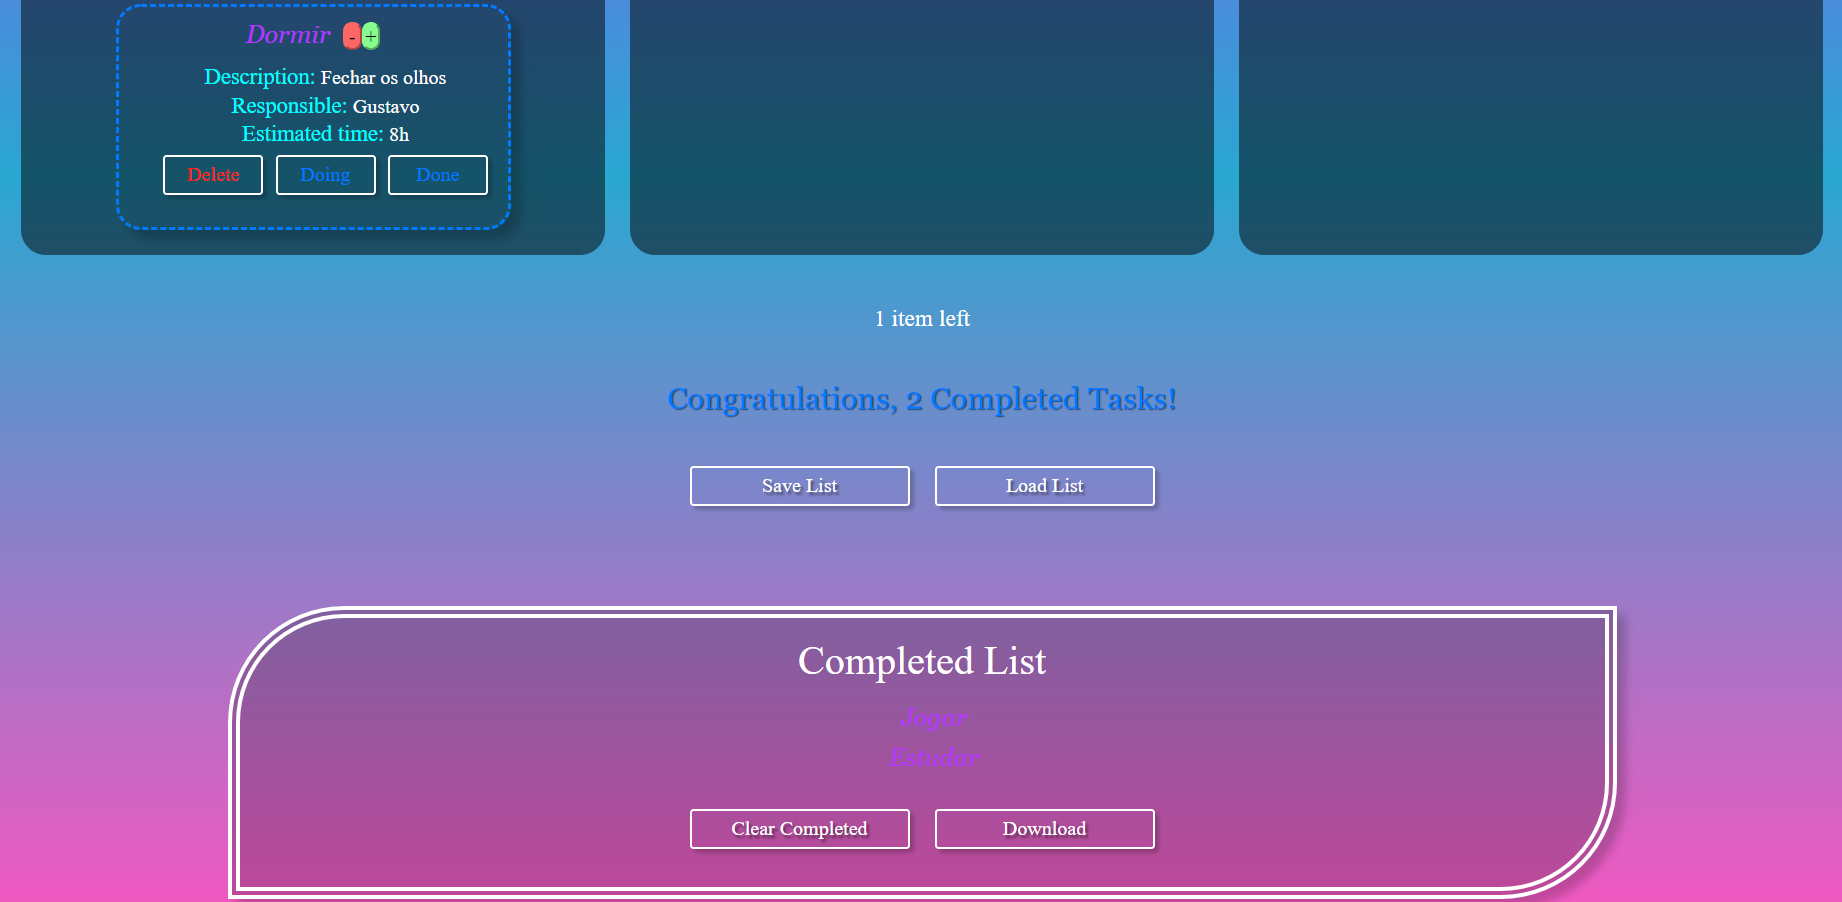 Dormir - +
Description: Fechar os olhos
Responsible: Gustavo
Estimated time: 8h
Delete Doing Done
1 item left
Congratulations, 2 Completed Tasks!
Save List Load List
Completed List
Jogar
Estudar
Clear Completed Download